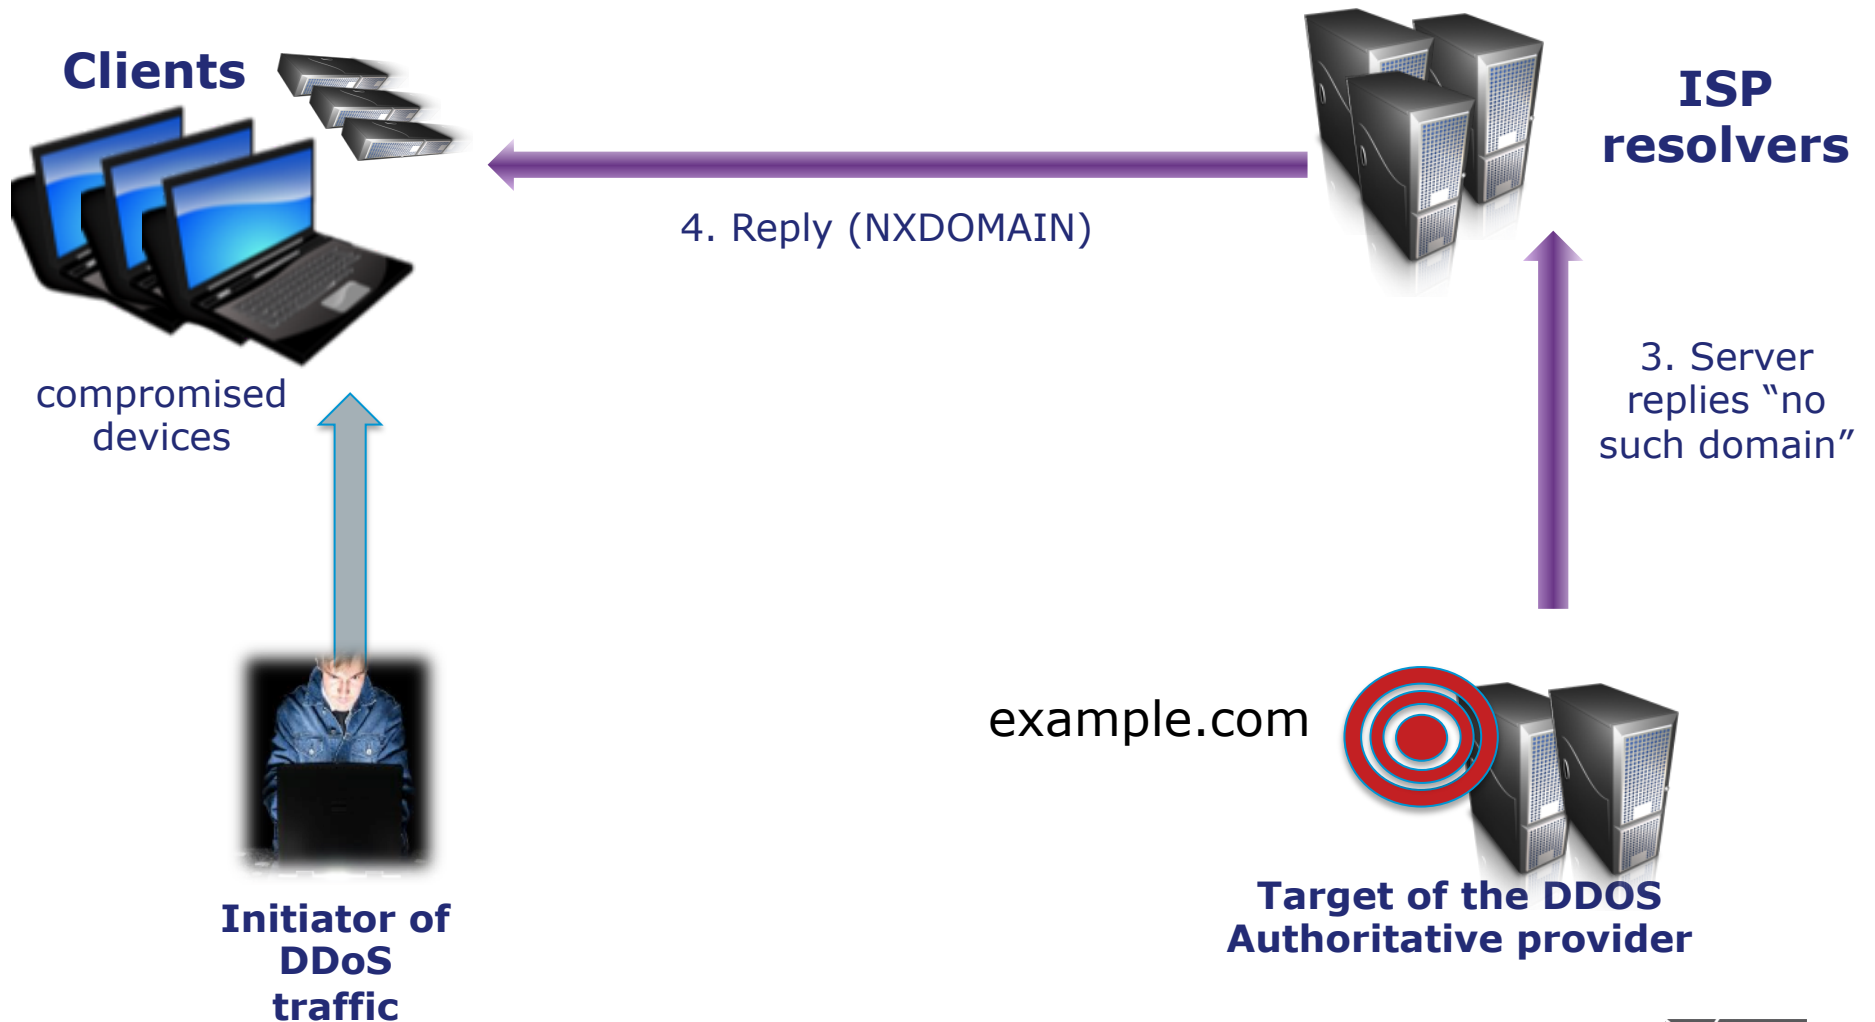 Clients
ISP
resolvers
4. Reply (NXDOMAIN)
3. Server
replies “no
such domain”
compromised
devices
example.com
Target of the DDOS
Authoritative provider
Initiator of
DDoS
traffic